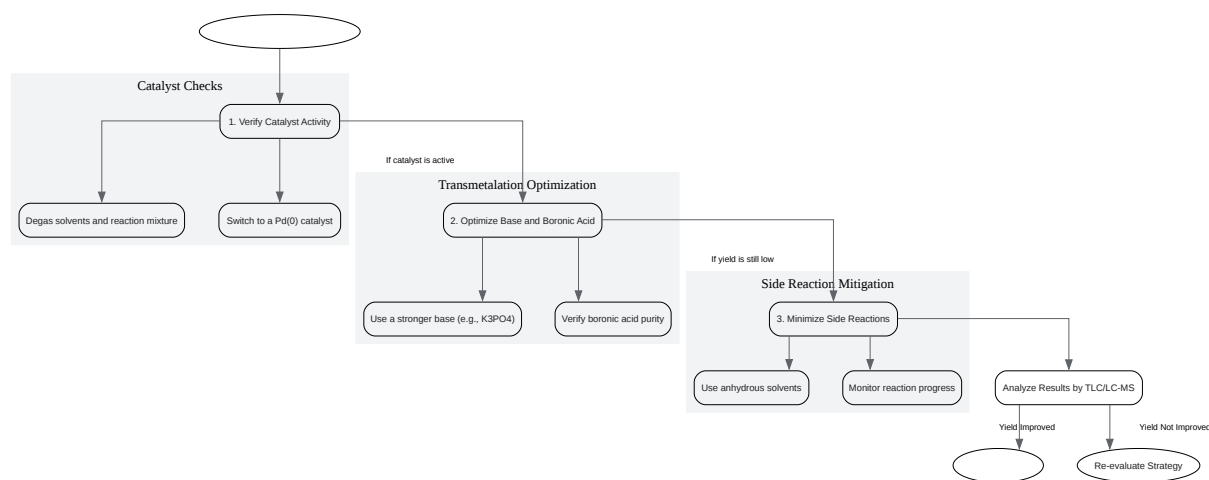 Catalyst Checks
1. Verify Catalyst Activity
If catalyst is active
Transmetalation Optimization
Degas solvents and reaction mixture
Switch to a Pd(0) catalyst
2. Optimize Base and Boronic Acid
If yield is still low
Side Reaction Mitigation
Use a stronger base (e.g., K3PO4)
Verify boronic acid purity
3. Minimize Side Reactions
Use anhydrous solvents
Monitor reaction progress
Analyze Results by TLC/LC-MS
Yield Improved
Yield Not Improved
Re-evaluate Strategy